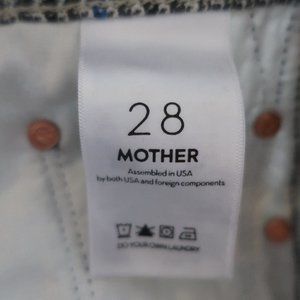 28
MOTHER
Assembled in USA
by both USA and foreign components
DO YOUR OWN LAUNDRY